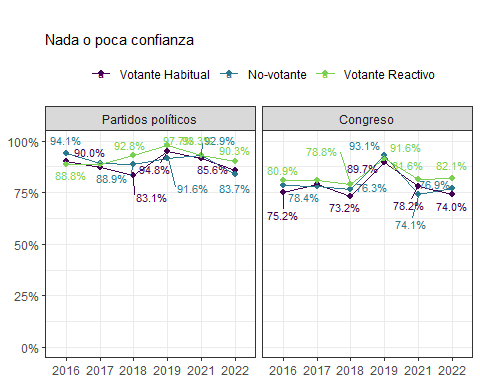 Nada o poca confianza
Votante Habitual No-votante Votante Reactivo
Partidos políticos Congreso
100%
75%
50%
25%
0%
94.1% 90.0% 92.8% 92.9% 90.3%
88.8% 88.9% 94.8% 85.6%
83.1% 91.6% 83.7%
93.1% 91.6%
78.8%
80.9% 89.7% 82.1%
78.4% 76.3% 76.9%
75.2% 73.2% 78.2% 74.0%
74.1%
2016 2017 2018 2019 2021 2022 2016 2017 2018 2019 2021 2022